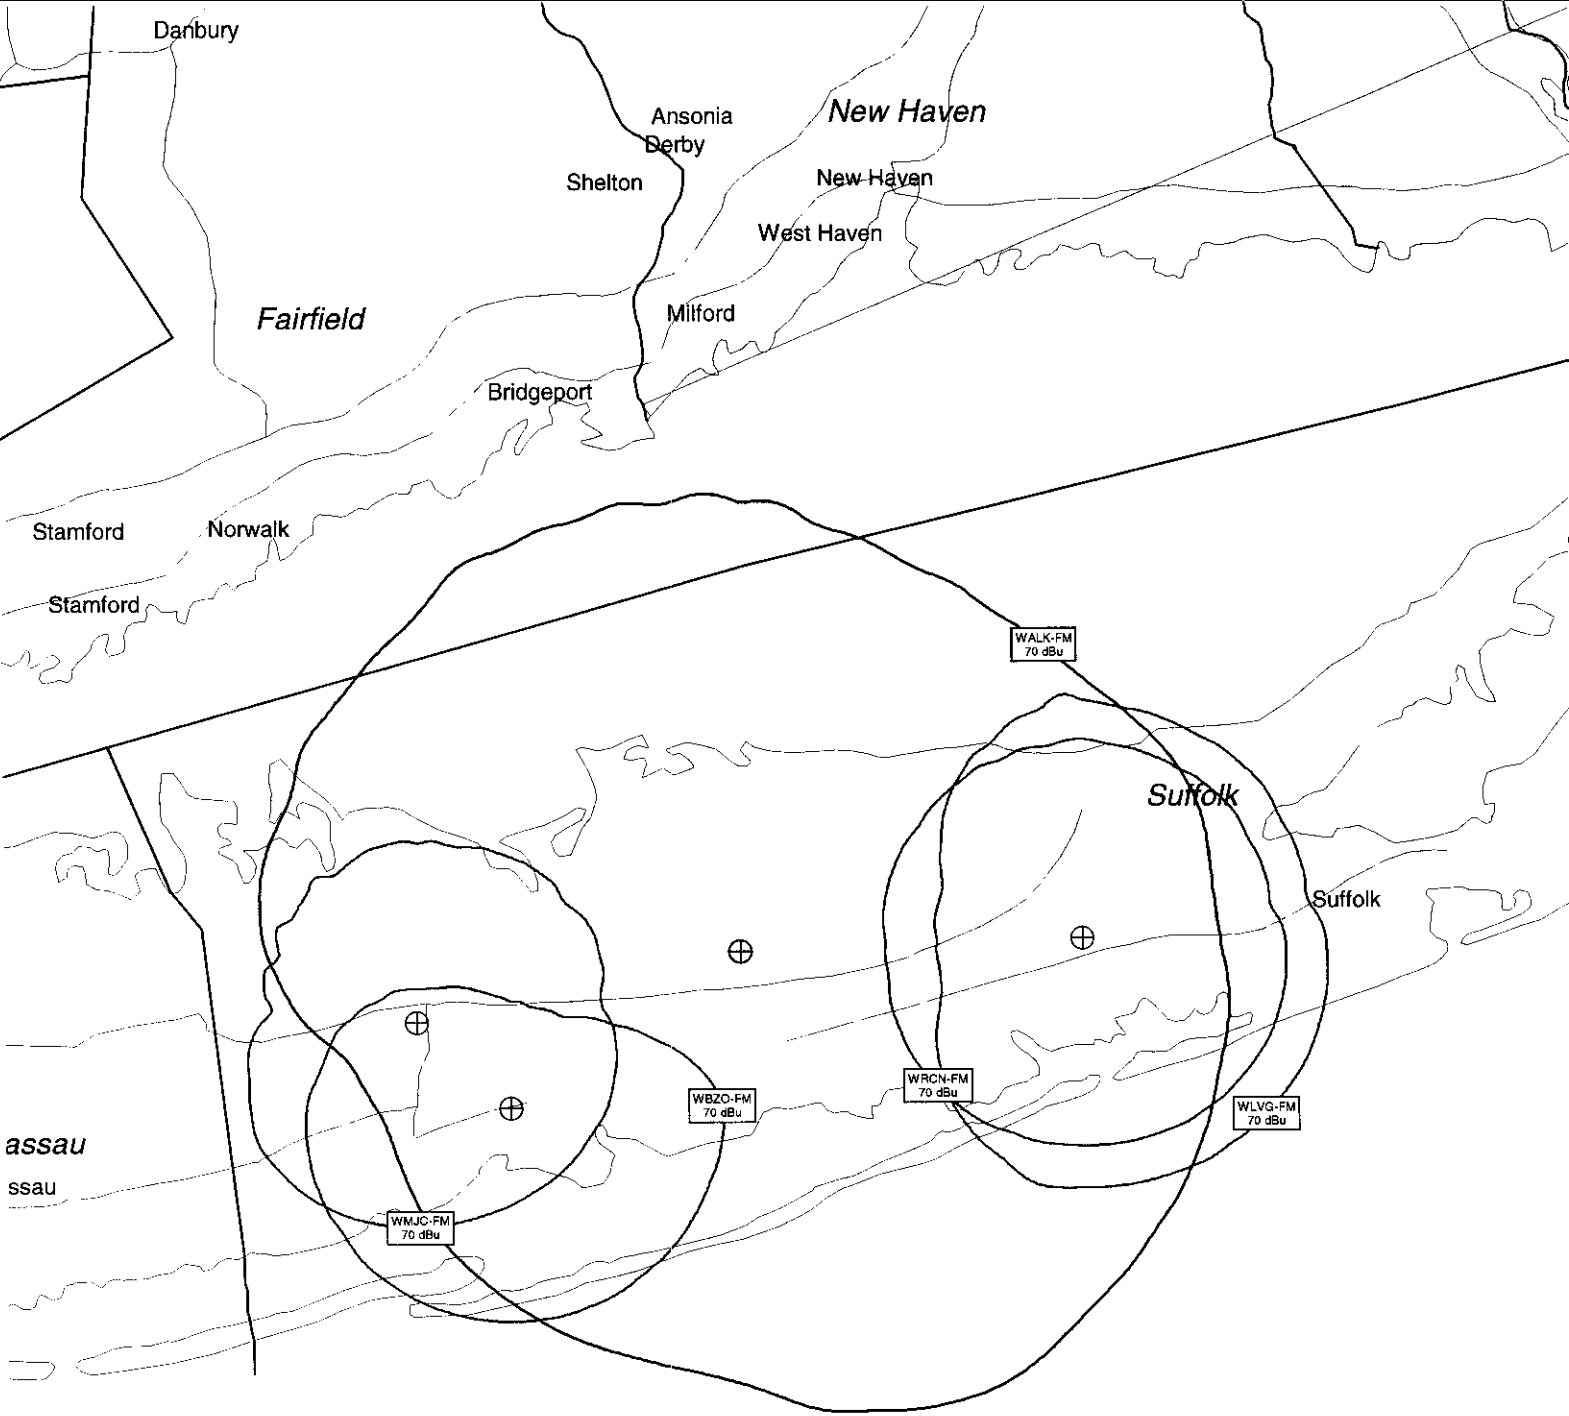 Danbury
New Haven
Ansonia
Derby
Shelton
New Haven
West Haven
Fairfield
Milford
Bridgeport
Stamford
Norwalk
Stamford
WALK-FM
70 dBu
Suffolk
Suffolk
WRCN-FM
70 dBu
WBZO-FM
70 dBu
WLVG-FM
70 dBu
assau
ssau
WMJC-FM
70 dBu